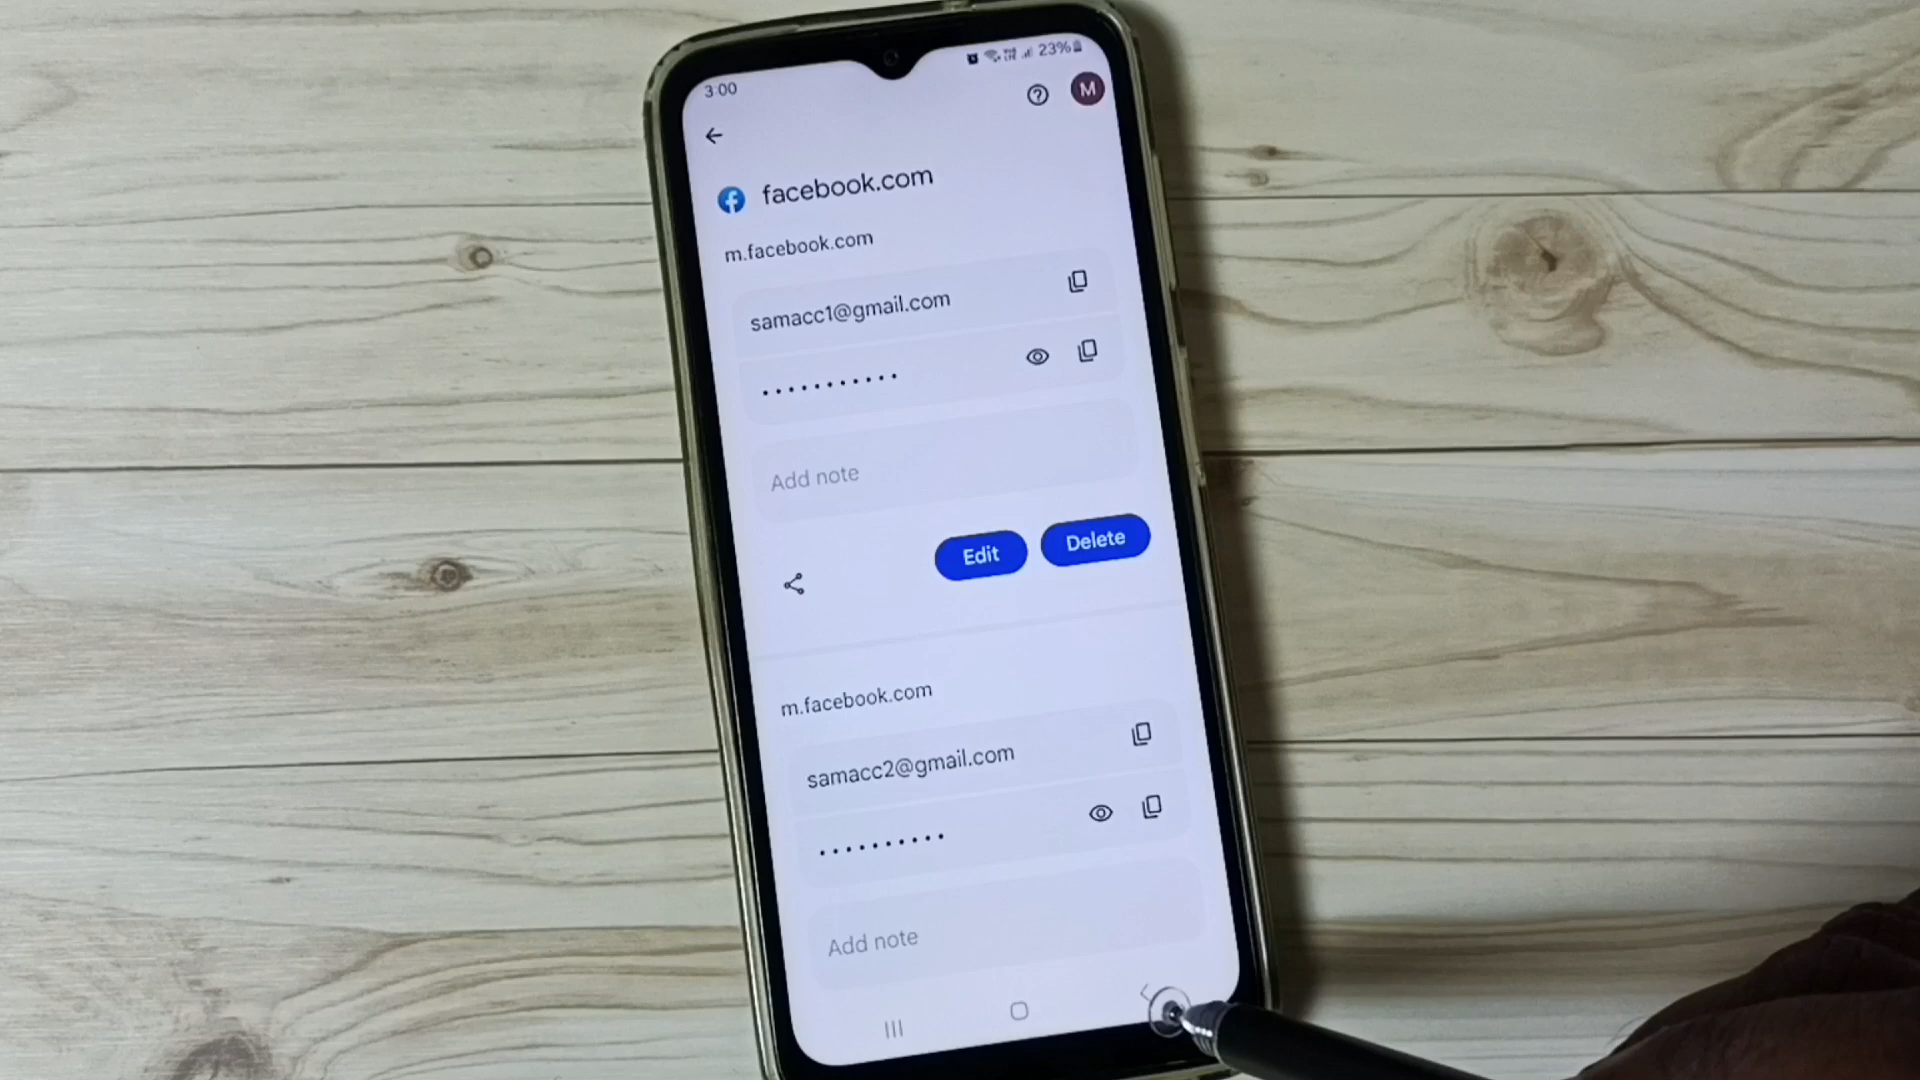 3:00
23%
M
facebook.com
m.facebook.com
samacc1@gmail.com
•••••••••••
Add note
Edit
Delete
m.facebook.com
samacc2@gmail.com
••••••••••
Add note